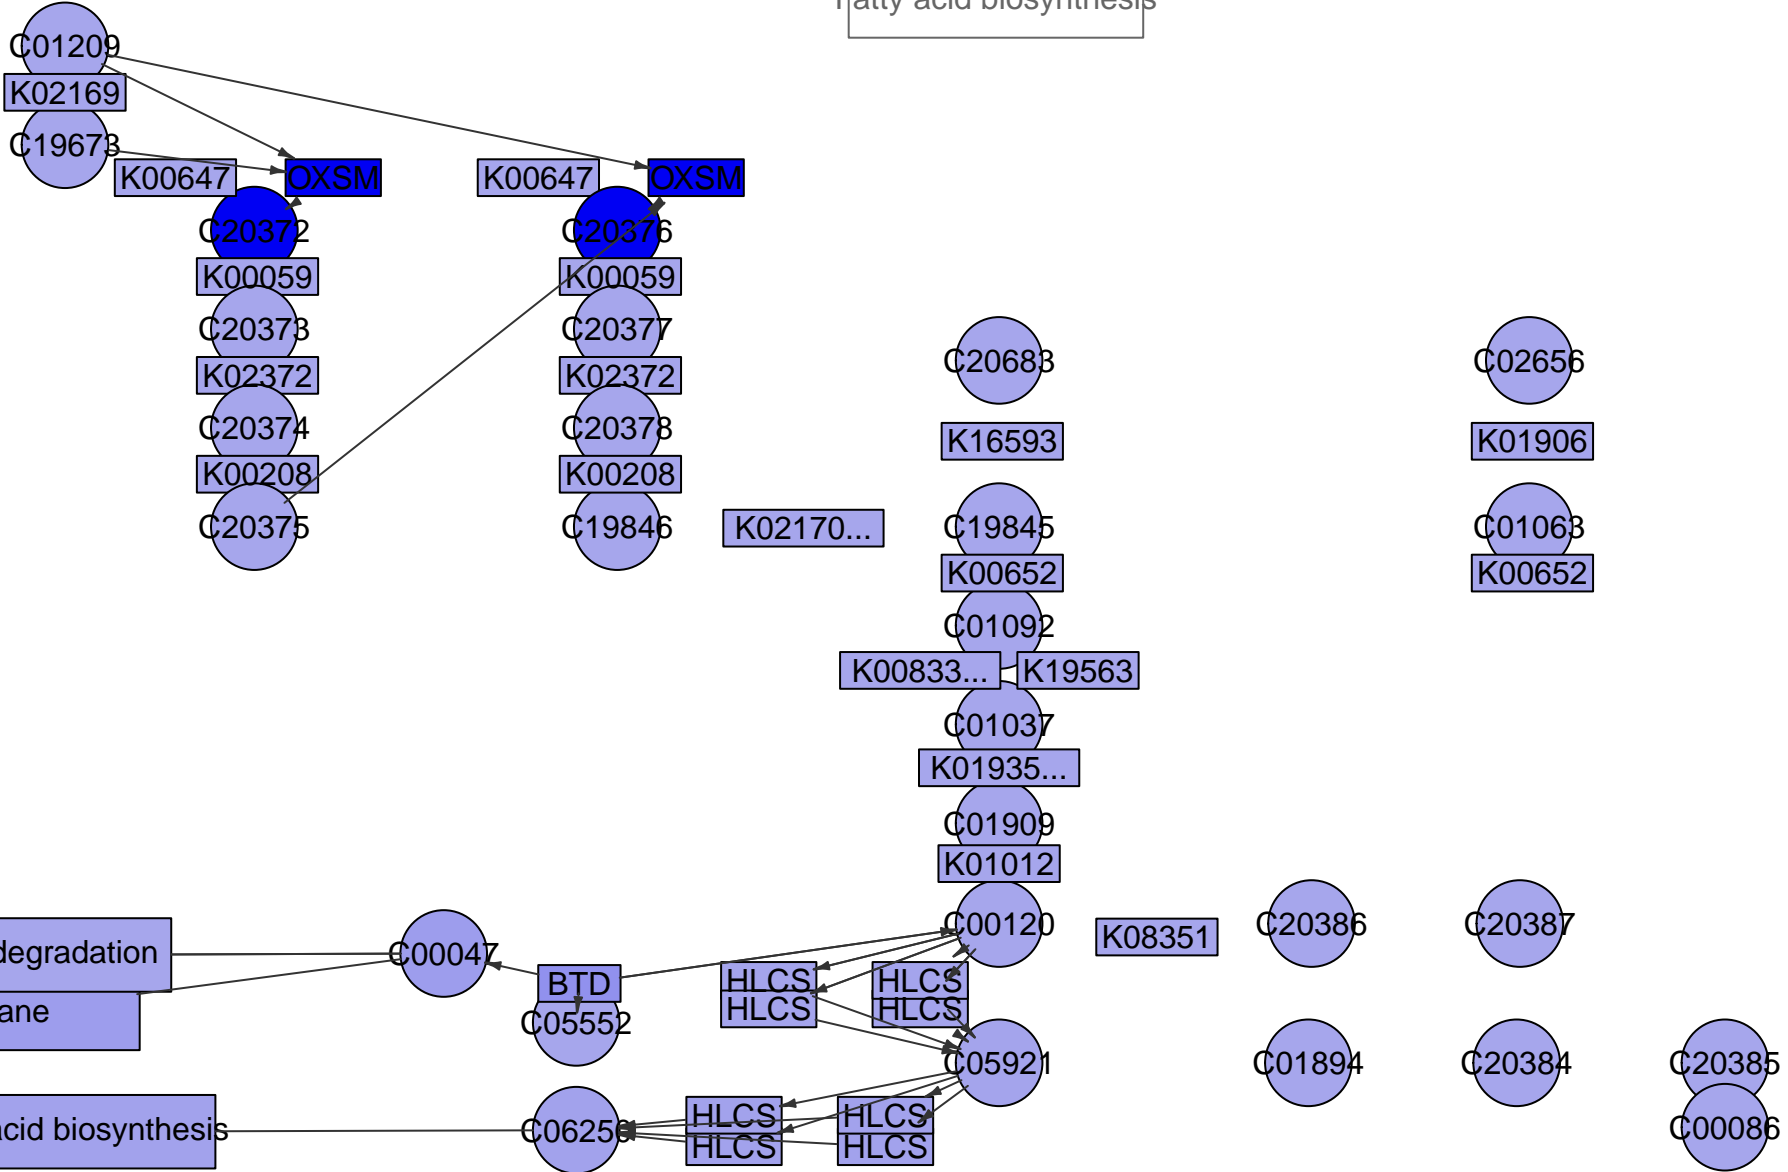 Fatty acid biosynthesis
C01209
K02169
C19673
K00647
OXSM
K00647
OXSM
C20372
C20376
K00059
K00059
C20373
C20377
C20683
C02656
K02372
K02372
C20374
C20378
K16593
K01906
K00208
K00208
C20375
C19846
K02170...
C19845
C01063
K00652
K00652
C01092
K00833...
K19563
C01037
K01935...
C01909
K01012
C00120
K08351
C20386
C20387
degradation
C00047
BTD
HLCS
HLCS
ane
HLCS
HLCS
C05552
C05921
C01894
C20384
C20385
HLCS
HLCS
acid biosynthesis
C06250
C00086
HLCS
HLCS